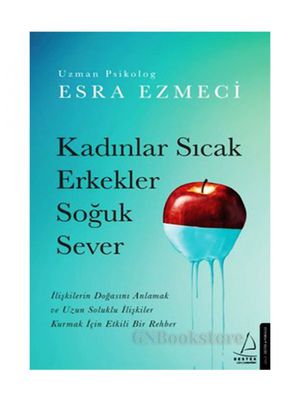 Uzman Psikolog
ESRA EZMECİ
Kadınlar Sıcak
Erkekler
Soğuk
Sever
İlişkilerin Doğasını Anlamak
ve Uzun Soluklu İlişkiler
Kurmak İçin Etkili Bir Rehber
GNBookstore
DESTEK